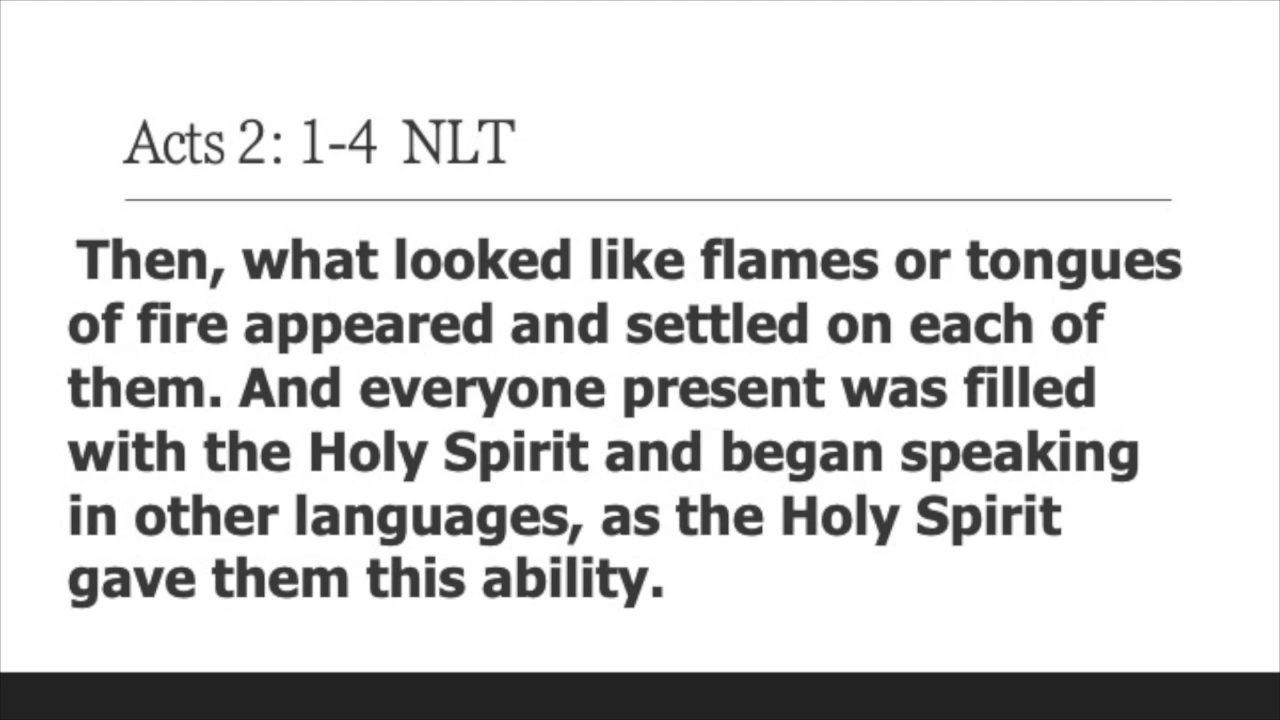 Acts 2: 1-4 NLT
Then, what looked like flames or tongues
of fire appeared and settled on each of
them. And everyone present was filled
with the Holy Spirit and began speaking
in other languages, as the Holy Spirit
gave them this ability.